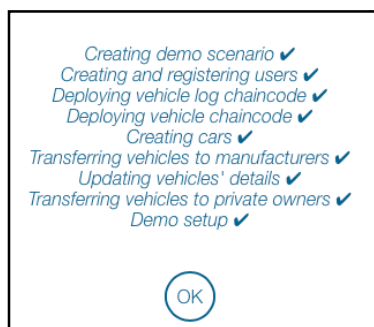 Creating demo scenario ✔
Creating and registering users ✔
Deploying vehicle log chaincode ✔
Deploying vehicle chaincode ✔
Creating cars ✔
Transferring vehicles to manufacturers ✔
Updating vehicles' details ✔
Transferring vehicles to private owners ✔
Demo setup ✔
OK